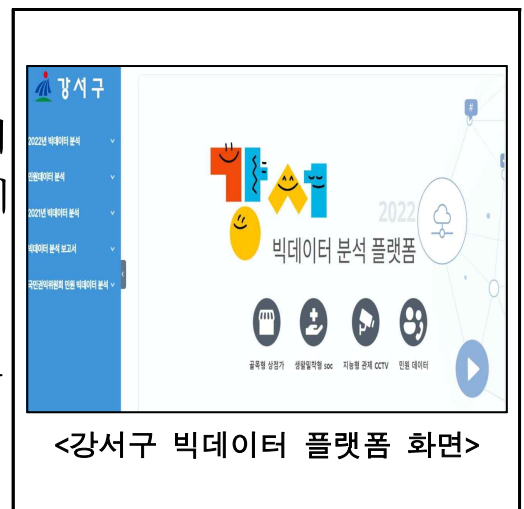 강서구
2022년 빅데이터 분석
민원데이터 분석
2021년 빅데이터 분석
빅데이터 분석 보고서
국민권익위원회 민원 빅데이터 분석
강서
2022
빅데이터 분석 플랫폼
골목형 상점가 생활밀착형 soc 지능형 관제 CCTV 민원 데이터
#
<강서구 빅데이터 플랫폼 화면>